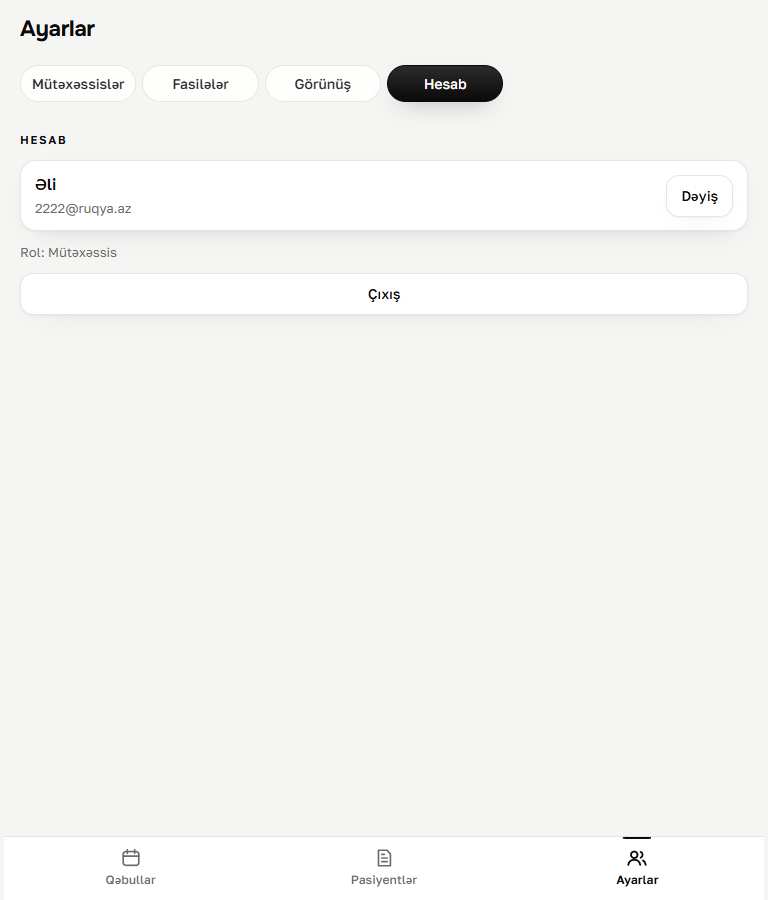 Ayarlar
Mütəxəssislər Fasilələr Görünüş Hesab
HESAB
Əli
2222@ruqya.az
Dəyiş
Rol: Mütəxəssis
Çıxış
Qəbullar Pasiyentlər Ayarlar